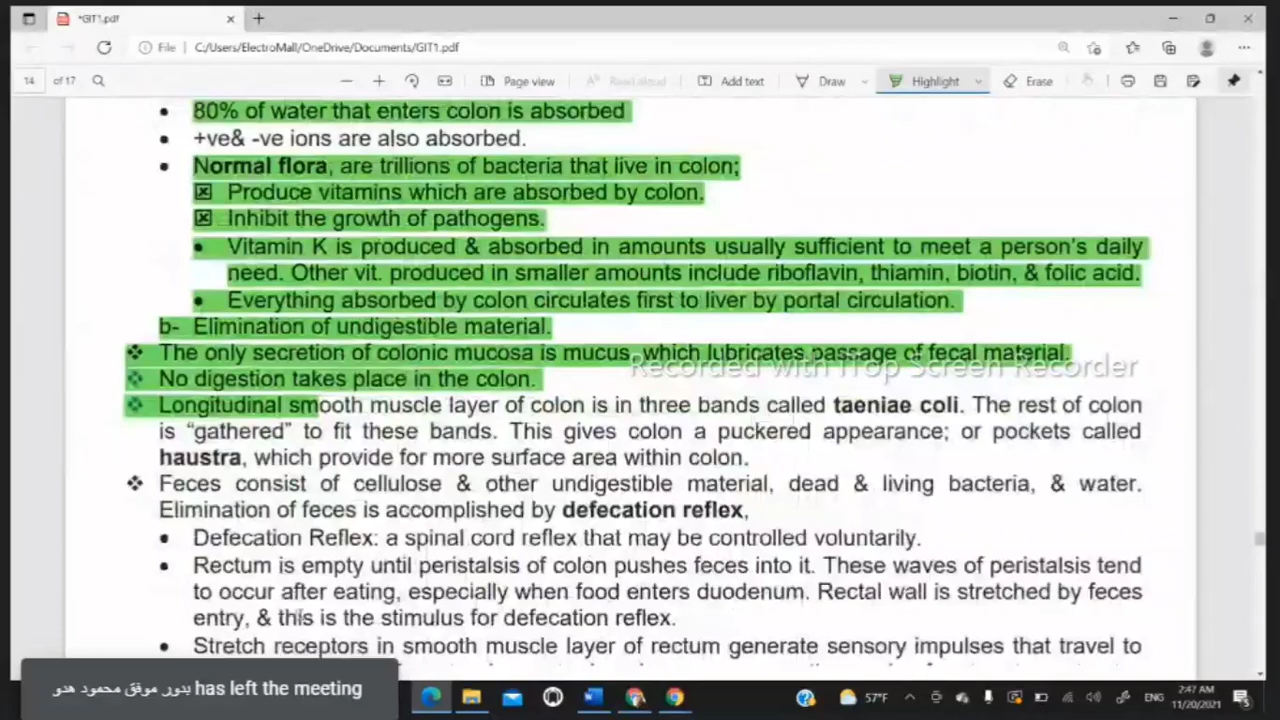 *GIT1.pdf
File | C:/Users/ElectroMall/OneDrive/Documents/GIT1.pdf
14 of 17 Page view Read aloud Add text Draw Highlight Erase
• 80% of water that enters colon is absorbed
• +ve& -ve ions are also absorbed.
• Normal flora, are trillions of bacteria that live in colon;
☒ Produce vitamins which are absorbed by colon.
☒ Inhibit the growth of pathogens.
• Vitamin K is produced & absorbed in amounts usually sufficient to meet a person's daily
need. Other vit. produced in smaller amounts include riboflavin, thiamin, biotin, & folic acid.
• Everything absorbed by colon circulates first to liver by portal circulation.
b- Elimination of undigestible material.
❖ The only secretion of colonic mucosa is mucus, which lubricates passage of fecal material.
Recorded with iTop Screen Recorder
❖ No digestion takes place in the colon.
❖ Longitudinal smooth muscle layer of colon is in three bands called taeniae coli. The rest of colon
is “gathered” to fit these bands. This gives colon a puckered appearance; or pockets called
haustra, which provide for more surface area within colon.
❖ Feces consist of cellulose & other undigestible material, dead & living bacteria, & water.
Elimination of feces is accomplished by defecation reflex,
• Defecation Reflex: a spinal cord reflex that may be controlled voluntarily.
• Rectum is empty until peristalsis of colon pushes feces into it. These waves of peristalsis tend
to occur after eating, especially when food enters duodenum. Rectal wall is stretched by feces
entry, & this is the stimulus for defecation reflex.
• Stretch receptors in smooth muscle layer of rectum generate sensory impulses that travel to
موفق محمود هدو has left the meeting
57°F ENG 2:47 AM
11/20/2021